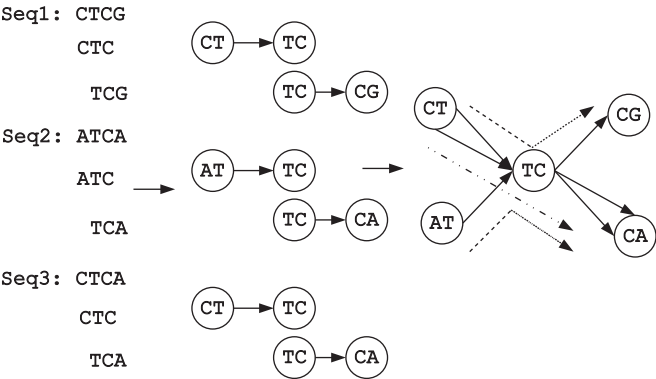 Seq1: CTCG
CTC CT TC
TCG TC CG
Seq2: ATCA
ATC AT TC
TCA TC CA
Seq3: CTCA
CTC CT TC
TCA TC CA
CT
CG
TC
AT
CA